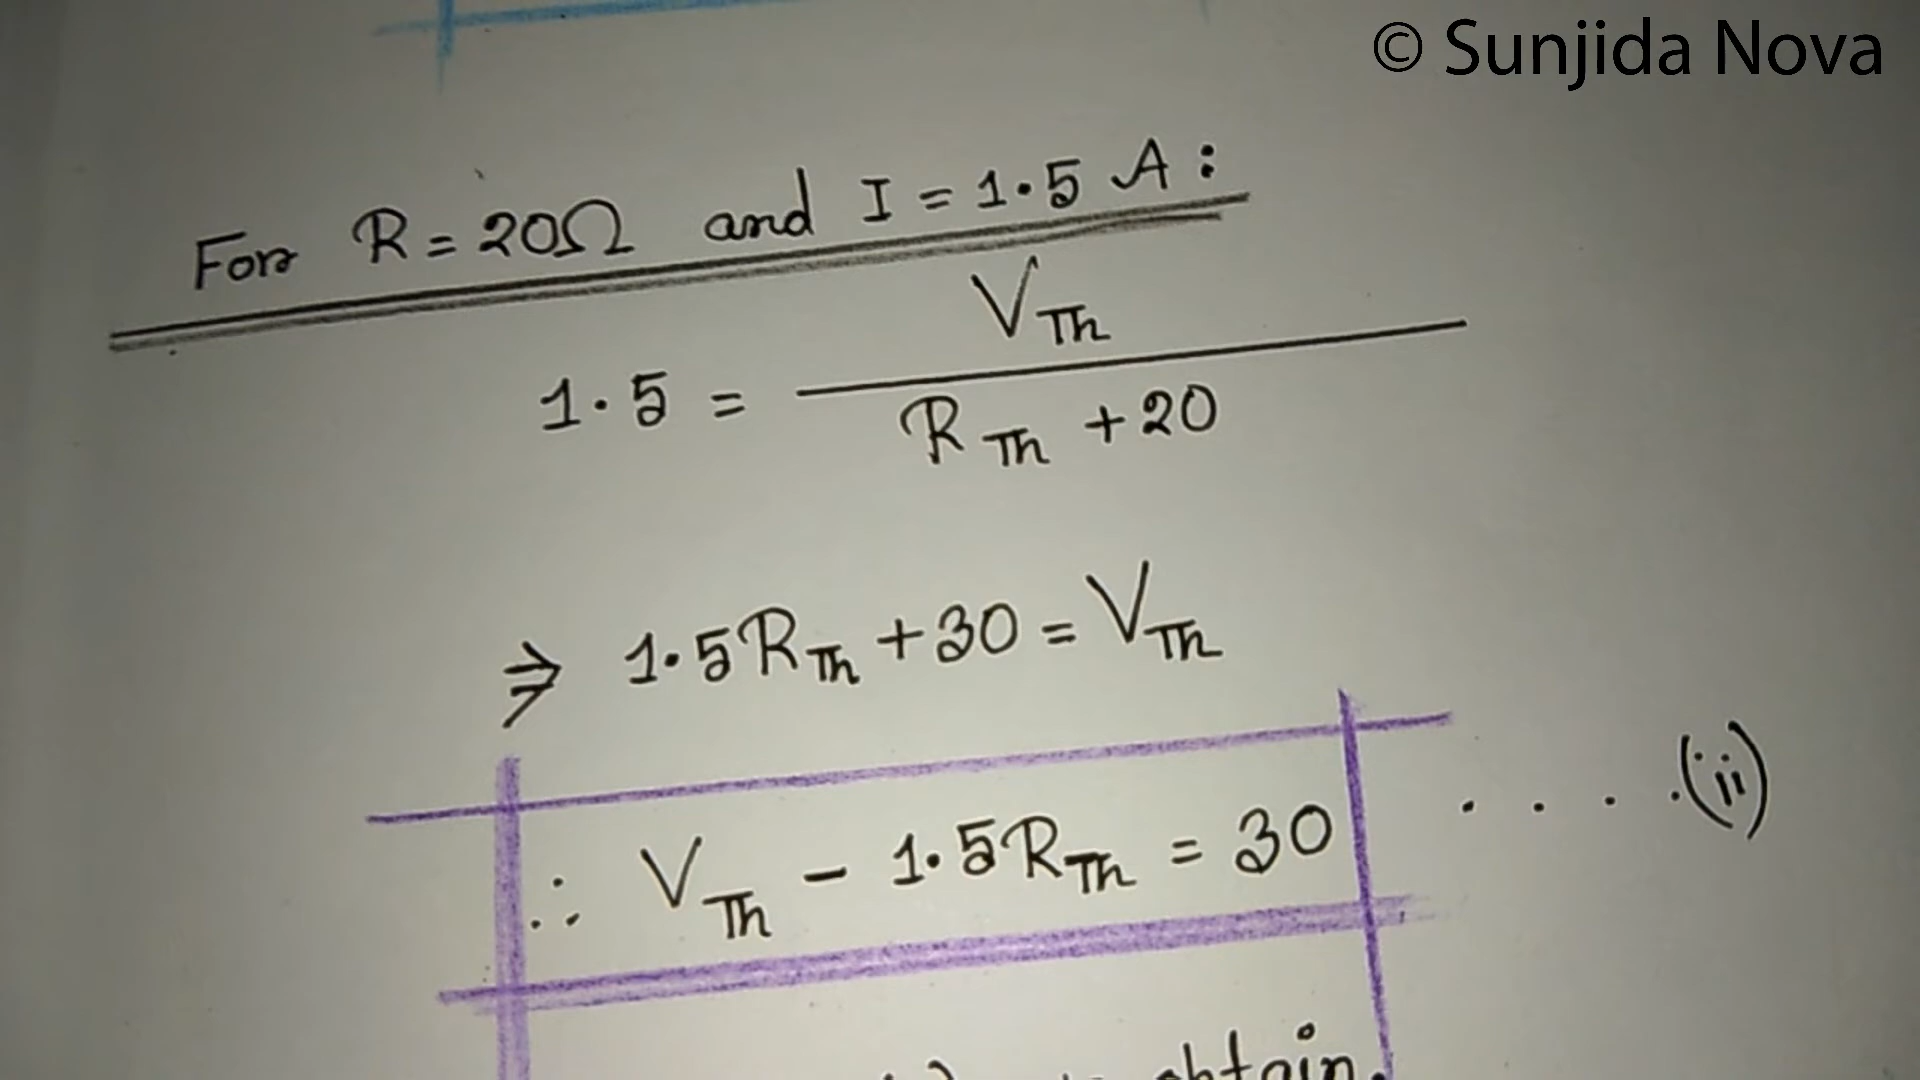 © Sunjida Nova
For R = 20Ω and I = 1.5 A :
1.5 = V_Th / (R_Th + 20)
⇒ 1.5R_Th + 30 = V_Th
∴ V_Th - 1.5R_Th = 30 . . . . (ii)
obtain,